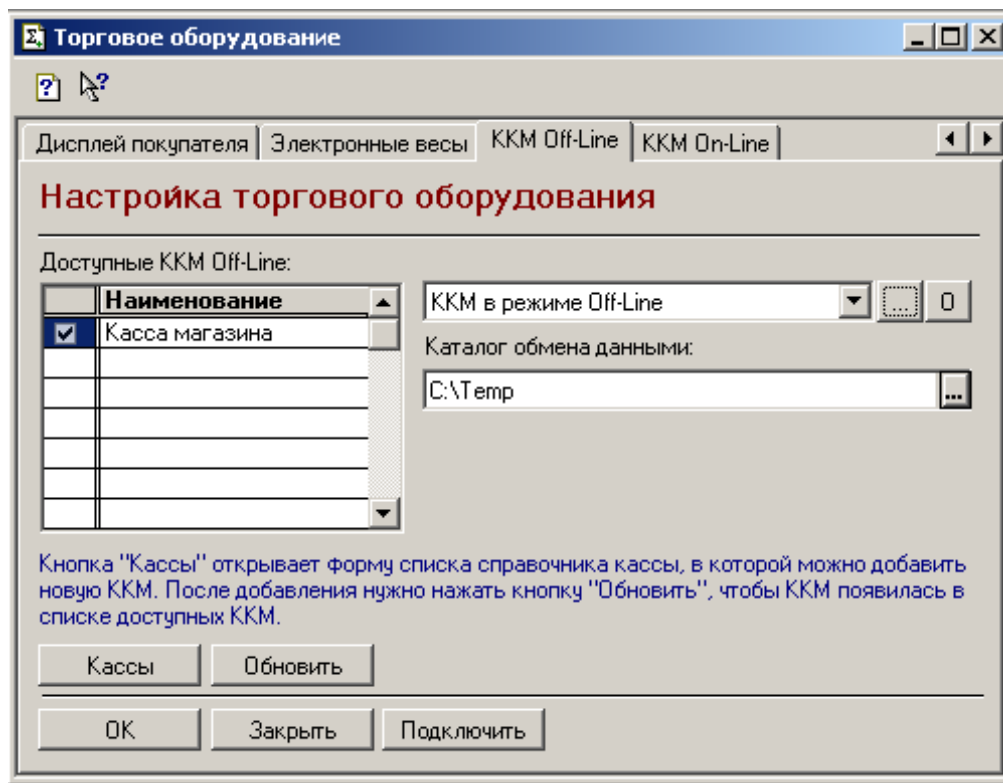 Торговое оборудование
Дисплей покупателя Электронные весы ККМ Off-Line ККМ On-Line
Настройка торгового оборудования
Доступные ККМ Off-Line:
Наименование
ККМ в режиме Off-Line ... О
Касса магазина
Каталог обмена данными:
C:\Temp ...
Кнопка "Кассы" открывает форму списка справочника кассы, в которой можно добавить
новую ККМ. После добавления нужно нажать кнопку "Обновить", чтобы ККМ появилась в
списке доступных ККМ.
Кассы Обновить
OK Закрыть Подключить